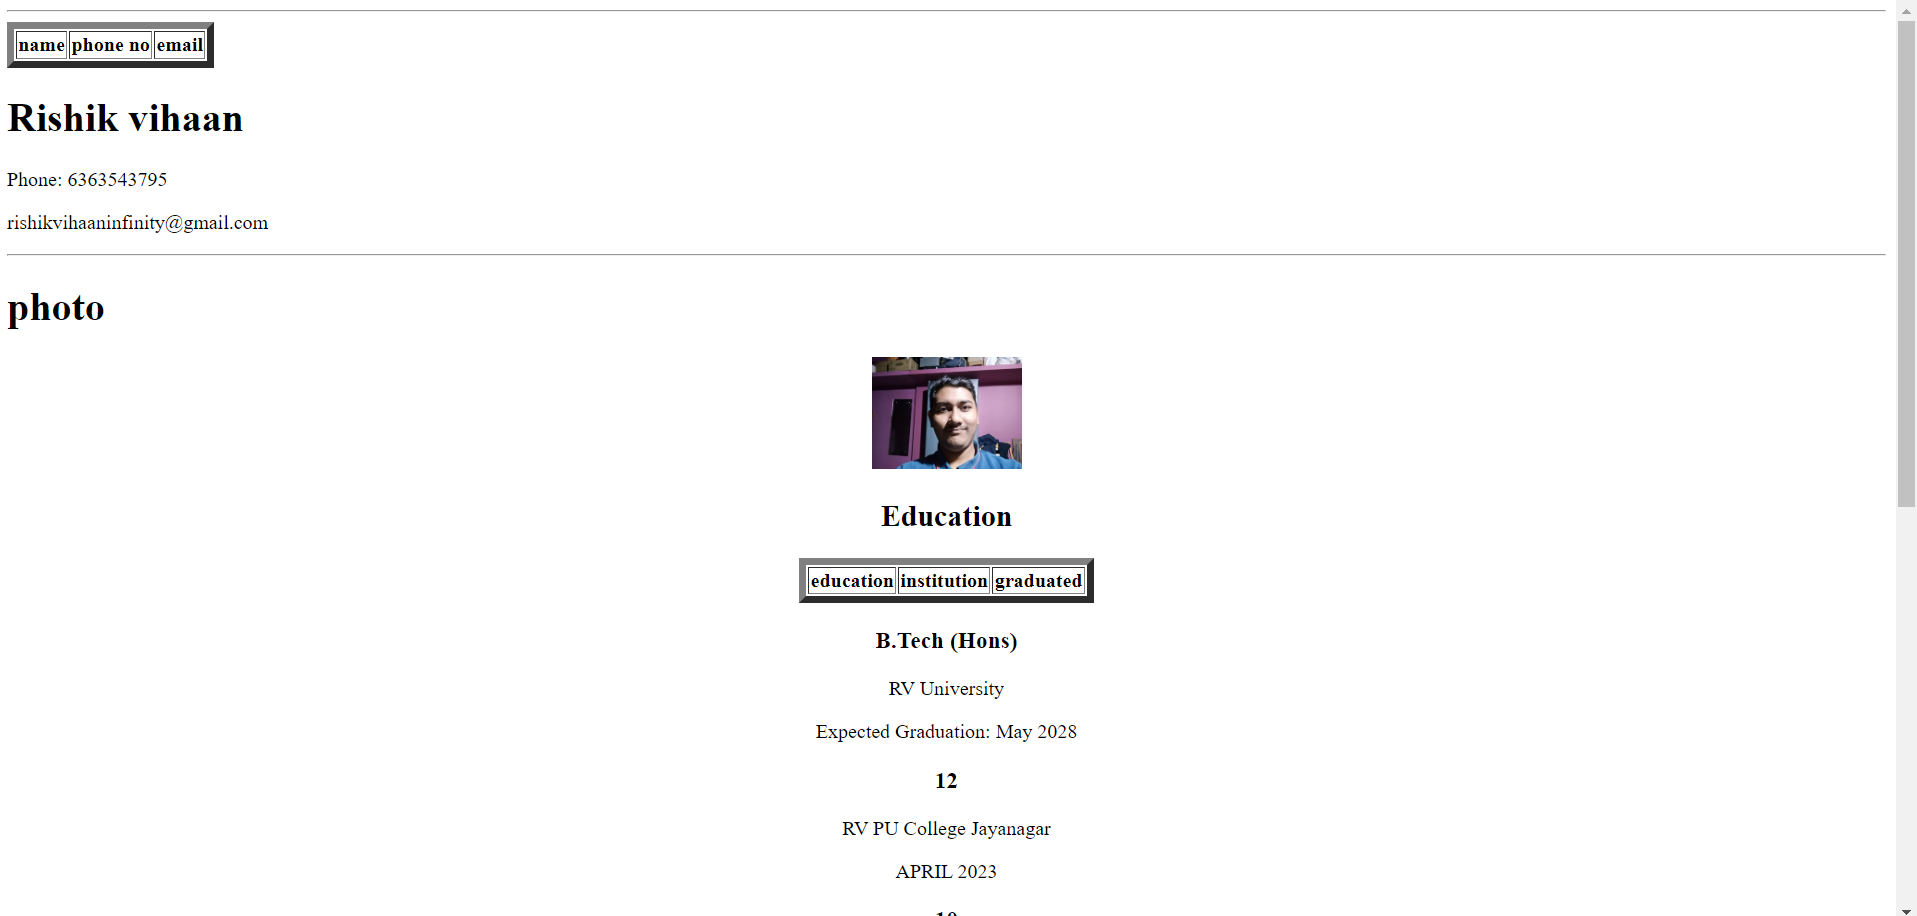 name phone no email
Rishik vihaan
Phone: 6363543795
rishikvihaaninfinity@gmail.com
photo
Education
education institution graduated
B.Tech (Hons)
RV University
Expected Graduation: May 2028
12
RV PU College Jayanagar
APRIL 2023